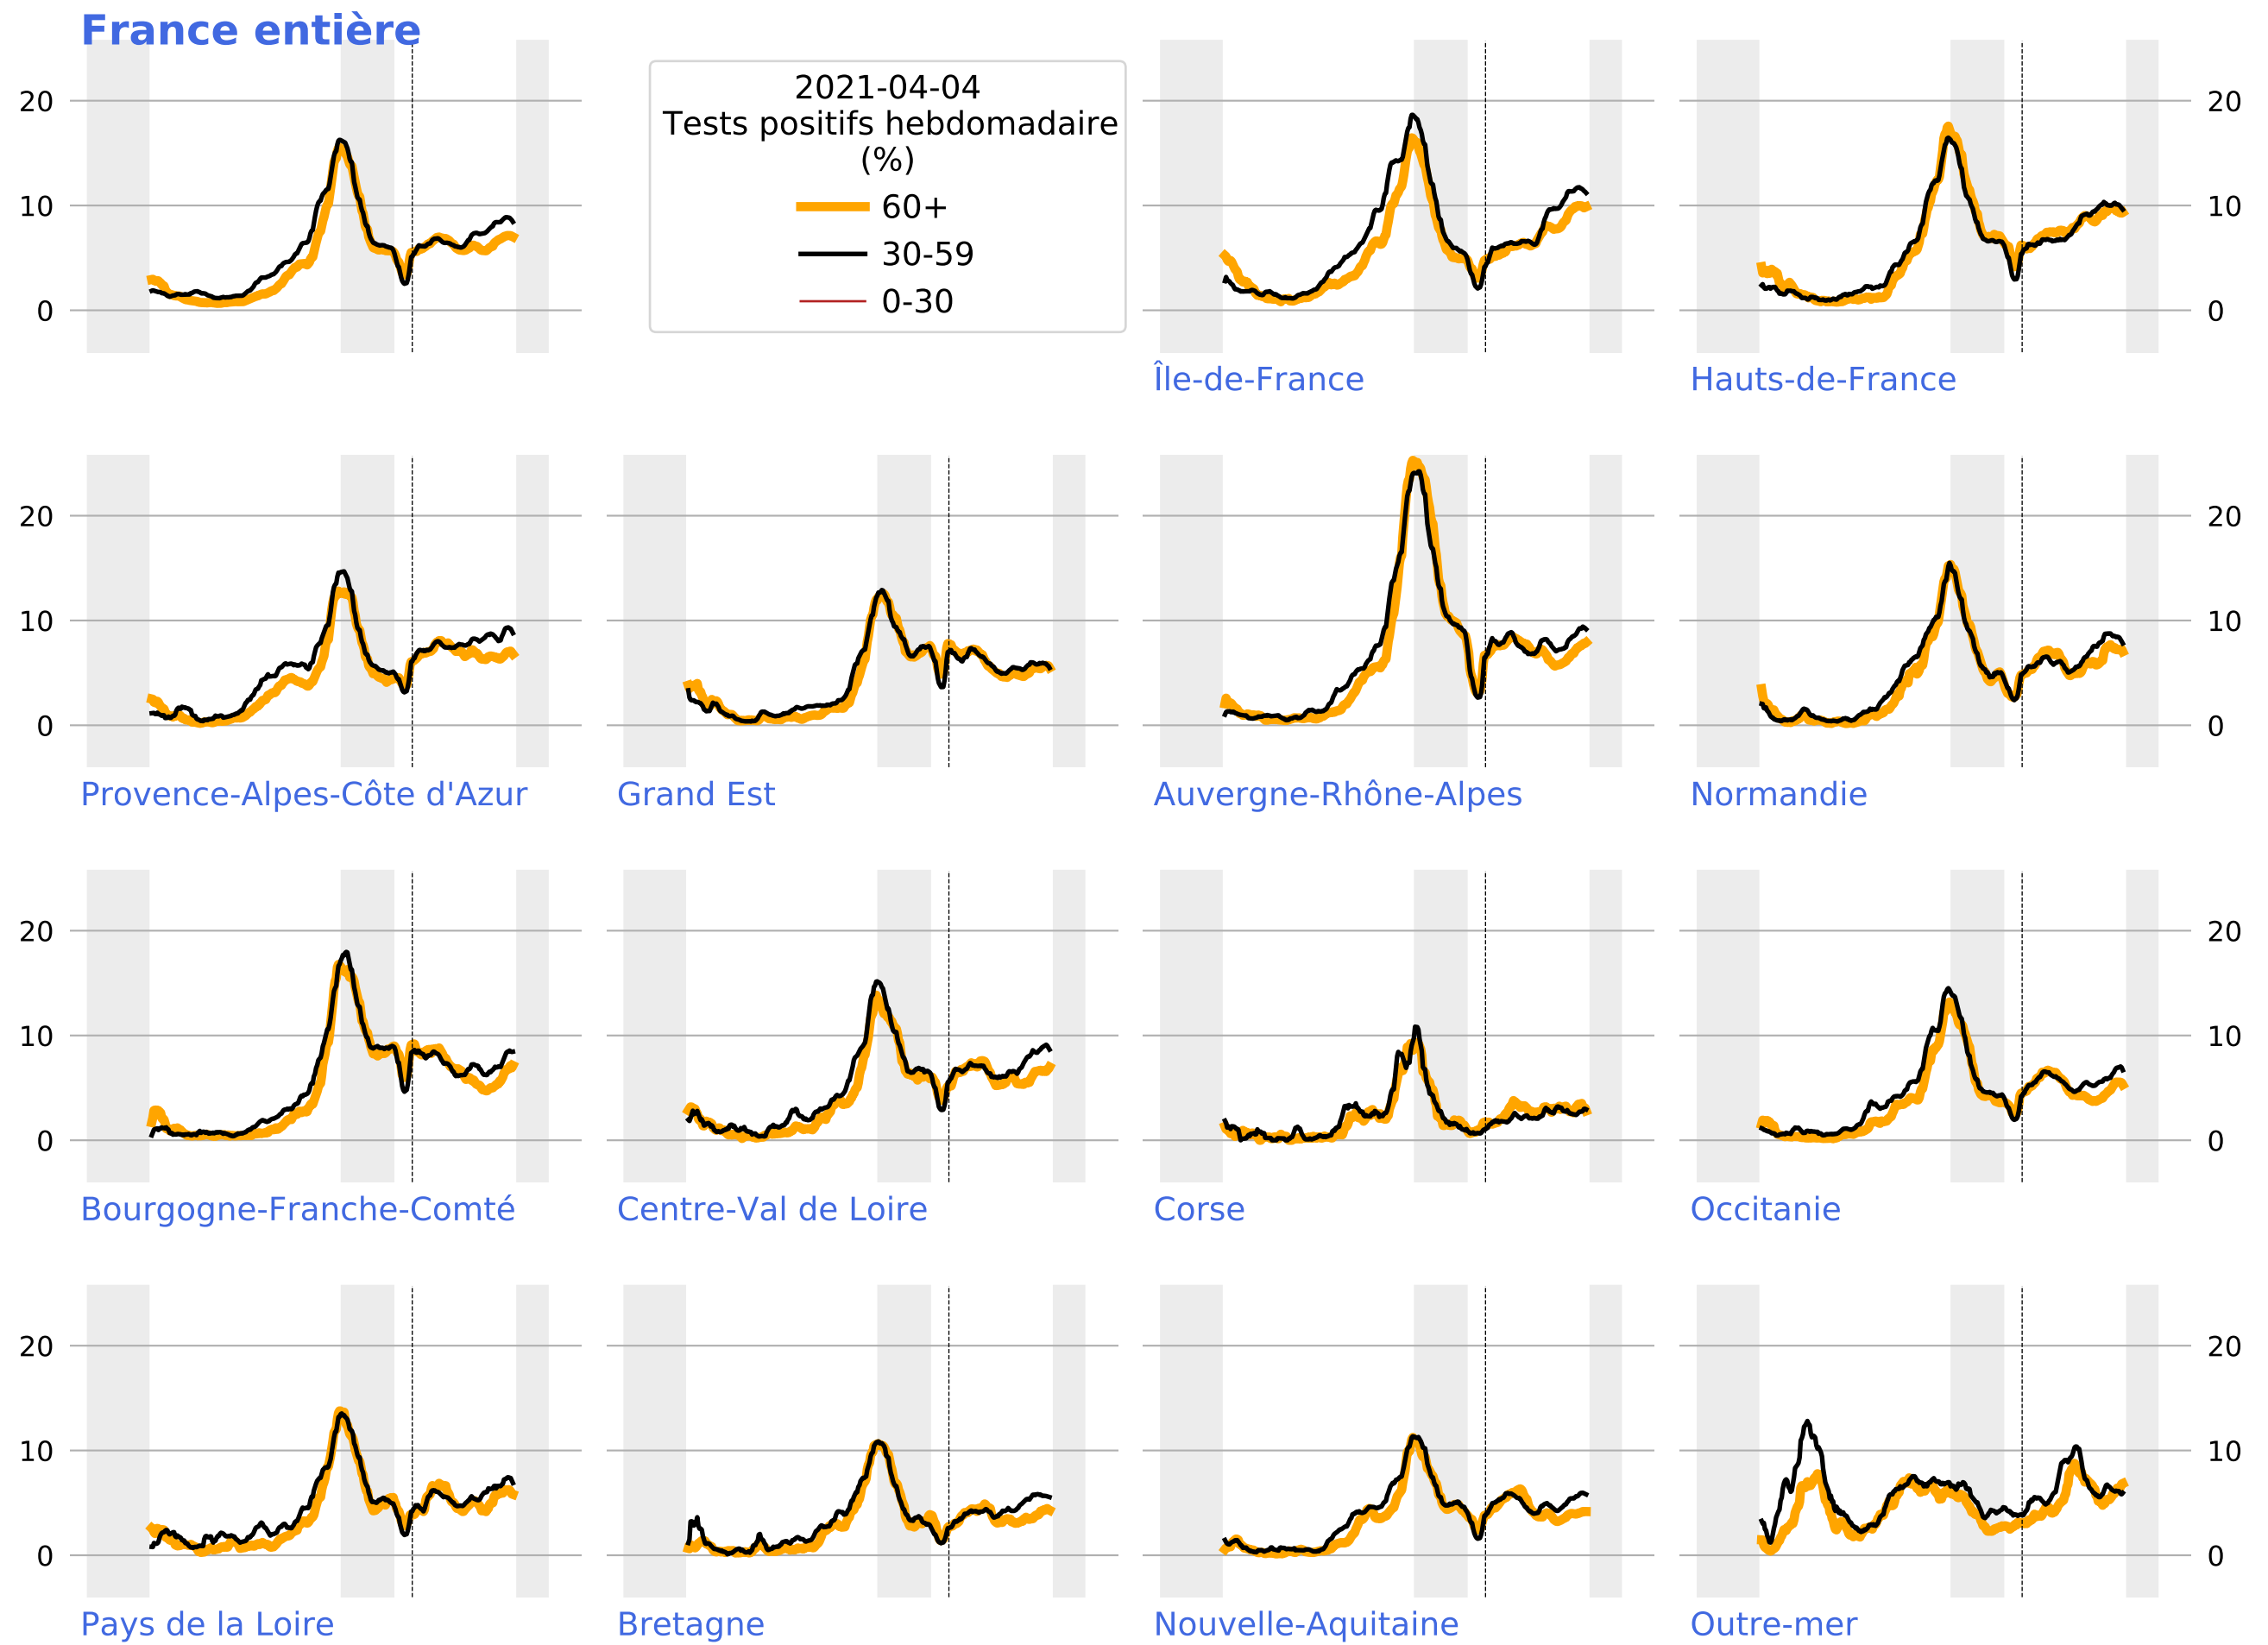 France entière
2021-04-04
Tests positifs hebdomadaire
(%)
60+
30-59
0-30
20
10
0
20
10
0
Île-de-France
Hauts-de-France
20
10
0
20
10
0
Provence-Alpes-Côte d'Azur
Grand Est
Auvergne-Rhône-Alpes
Normandie
20
10
0
20
10
0
Bourgogne-Franche-Comté
Centre-Val de Loire
Corse
Occitanie
20
10
0
20
10
0
Pays de la Loire
Bretagne
Nouvelle-Aquitaine
Outre-mer